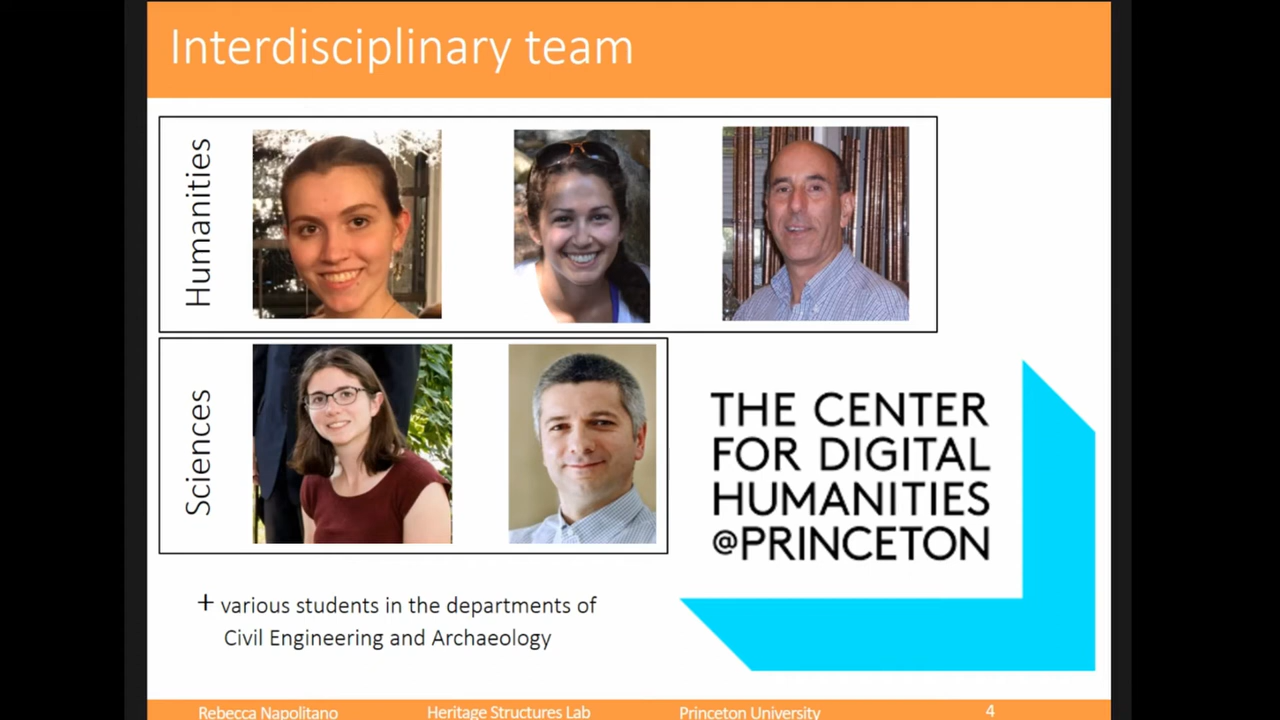 Interdisciplinary team
Humanities
Sciences
THE CENTER
FOR DIGITAL
HUMANITIES
@PRINCETON
+ various students in the departments of
Civil Engineering and Archaeology
Rebecca Napolitano Heritage Structures Lab Princeton University 4